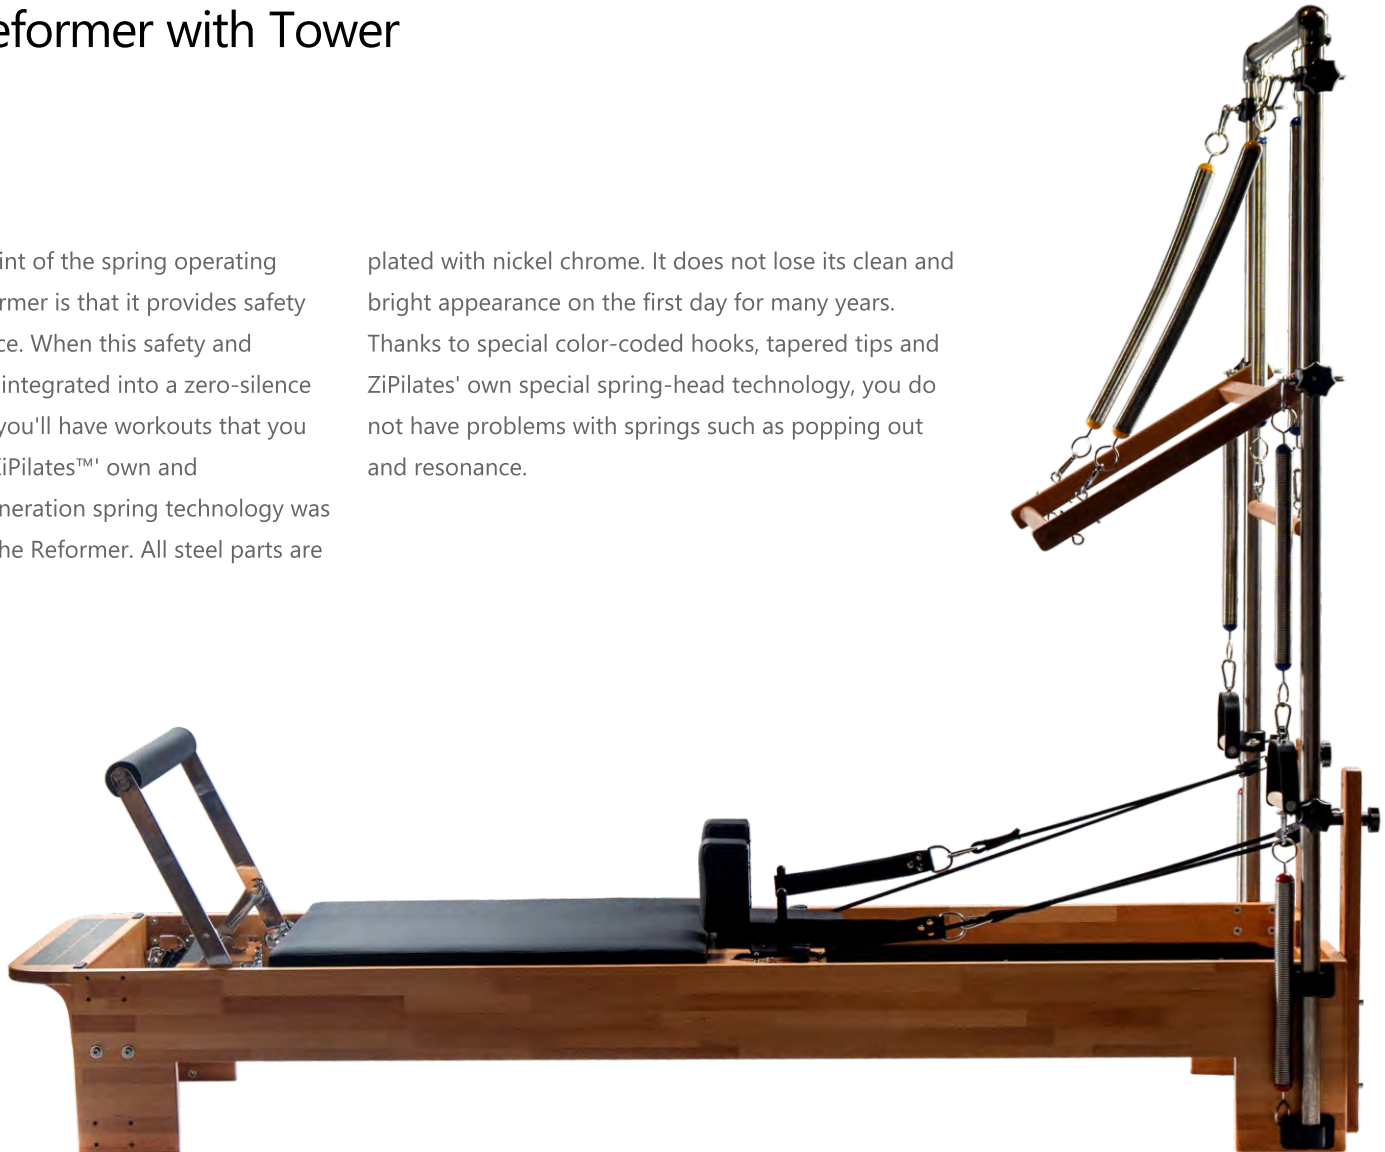 eformer with Tower
int of the spring operating
rmer is that it provides safety
ce. When this safety and
integrated into a zero-silence
you'll have workouts that you
ZiPilates™' own and
neration spring technology was
he Reformer. All steel parts are
plated with nickel chrome. It does not lose its clean and
bright appearance on the first day for many years.
Thanks to special color-coded hooks, tapered tips and
ZiPilates' own special spring-head technology, you do
not have problems with springs such as popping out
and resonance.